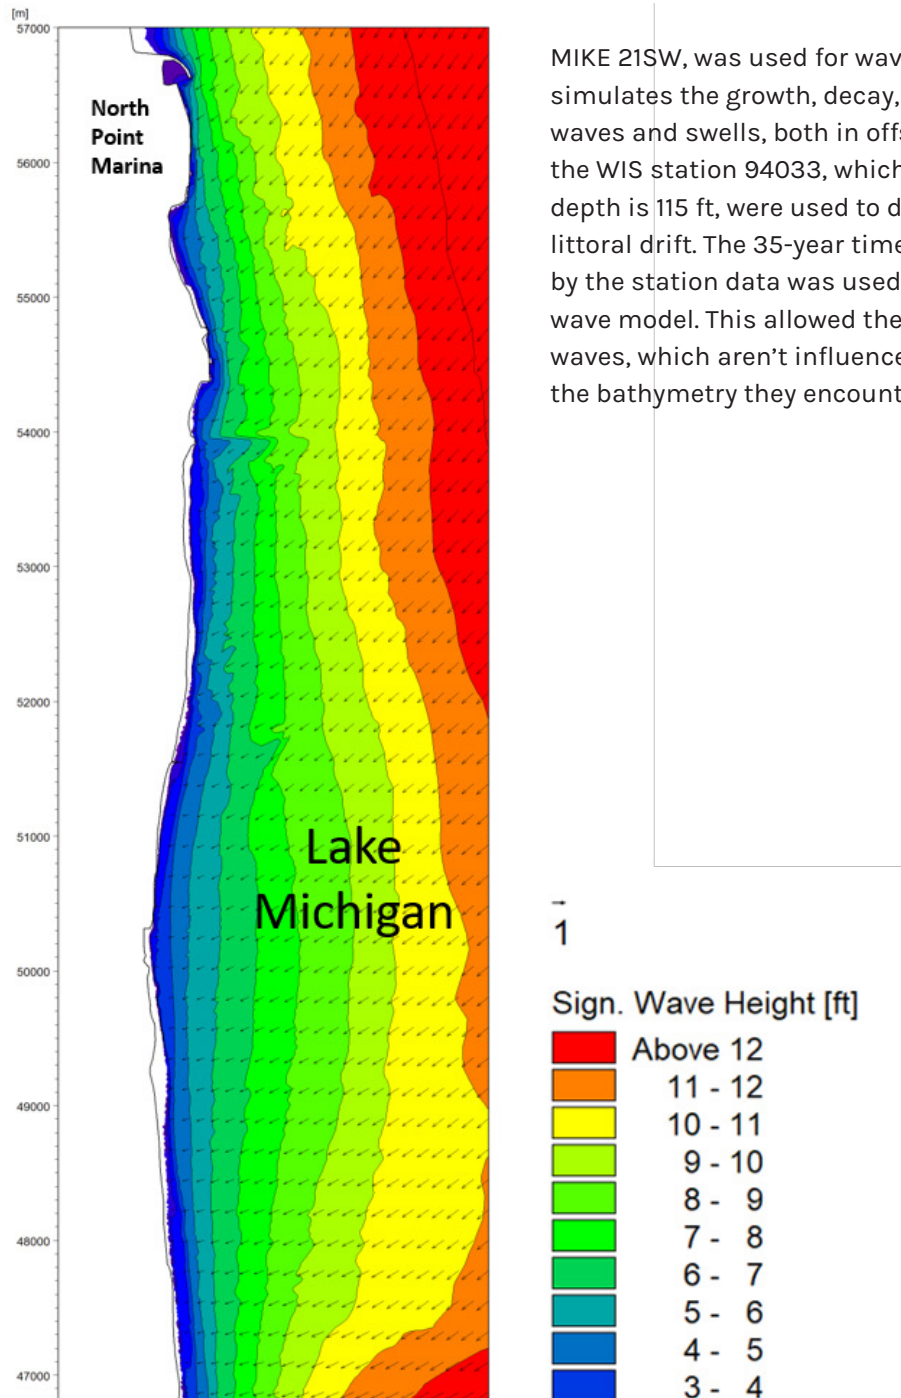 [m]
57000
56000
55000
54000
53000
52000
51000
50000
49000
48000
47000
North
Point
Marina
Lake
Michigan
MIKE 21SW, was used for wav
simulates the growth, decay,
waves and swells, both in offs
the WIS station 94033, which
depth is 115 ft, were used to d
littoral drift. The 35-year time
by the station data was used
wave model. This allowed the
waves, which aren’t influence
the bathymetry they encount
1
Sign. Wave Height [ft]
Above 12
11 - 12
10 - 11
9 - 10
8 - 9
7 - 8
6 - 7
5 - 6
4 - 5
3 - 4